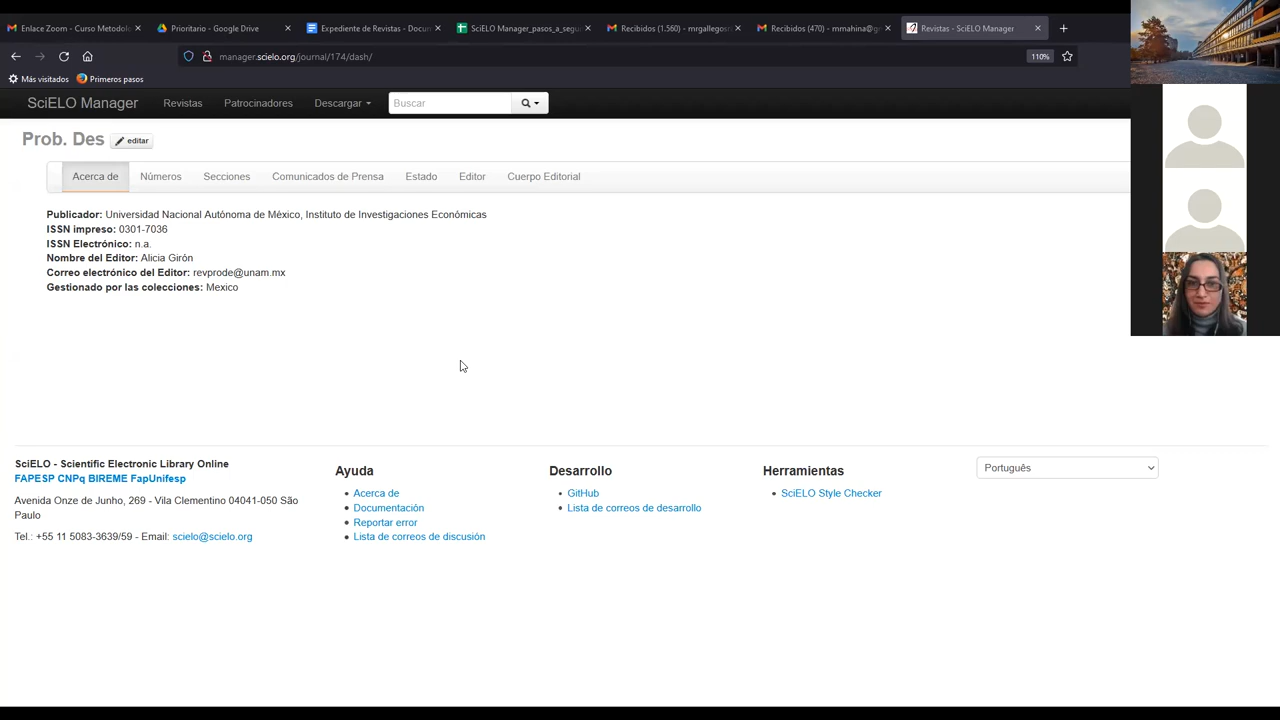 Enlace Zoom - Curso Metodol
Prioritario - Google Drive
Expediente de Revistas - Docum
SciELO Manager_pasos_a_segu
Recibidos (1.560) - mrgallegos
Recibidos (470) - mmahina@g
Revistas - SciELO Manager
manager.scielo.org/journal/174/dash/
110%
Más visitados
Primeros pasos
SciELO Manager
Revistas
Patrocinadores
Descargar
Buscar
Prob. Des
editar
Acerca de
Números
Secciones
Comunicados de Prensa
Estado
Editor
Cuerpo Editorial
Publicador: Universidad Nacional Autónoma de México, Instituto de Investigaciones Económicas
ISSN impreso: 0301-7036
ISSN Electrónico: n.a.
Nombre del Editor: Alicia Girón
Correo electrónico del Editor: revprode@unam.mx
Gestionado por las colecciones: Mexico
SciELO - Scientific Electronic Library Online
FAPESP CNPq BIREME FapUnifesp
Avenida Onze de Junho, 269 - Vila Clementino 04041-050 São
Paulo
Tel.: +55 11 5083-3639/59 - Email: scielo@scielo.org
Ayuda
Acerca de
Documentación
Reportar error
Lista de correos de discusión
Desarrollo
GitHub
Lista de correos de desarrollo
Herramientas
SciELO Style Checker
Português